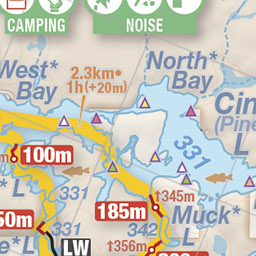 CAMPING NOISE
West*
Bay
2.3km•
1h(+20m)
North*
Bay
Cin
(Pine
L
331
100m
* L
331
331
L
185m
↑345m
Muck*
L
50m
342
e* L
LW
↑356m